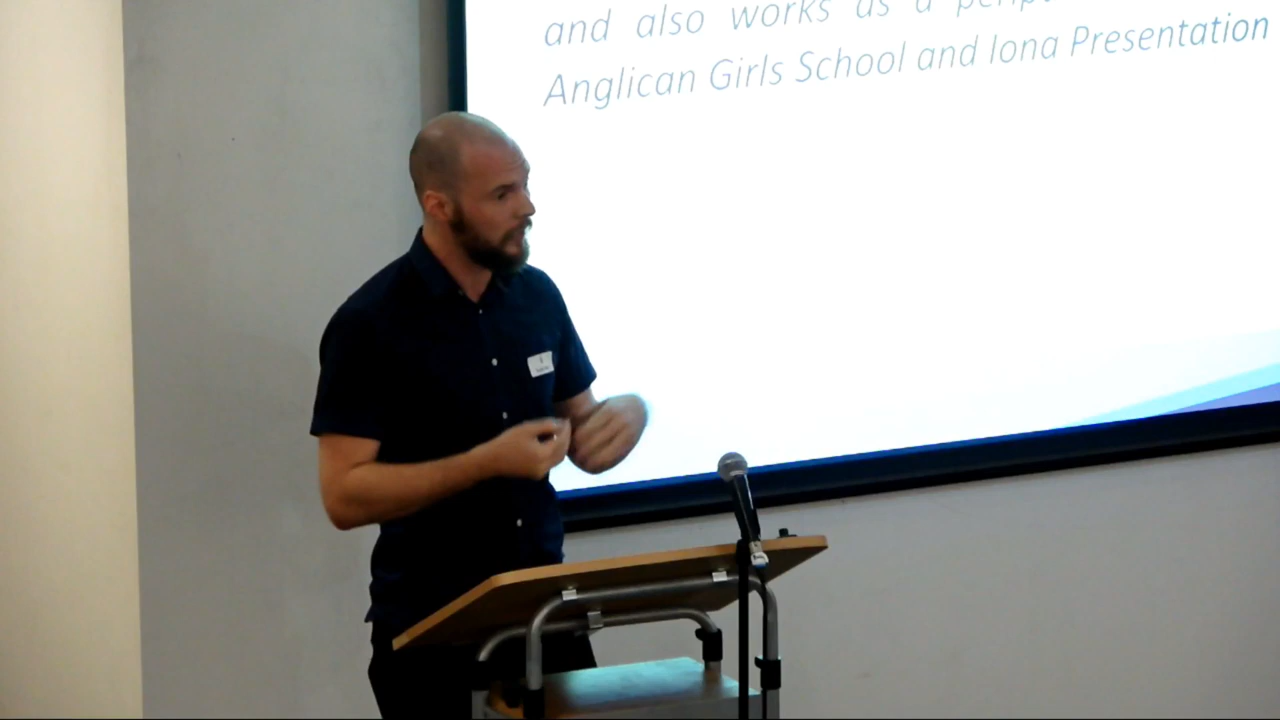 and also works as a
Anglican Girls School and Iona Presentation